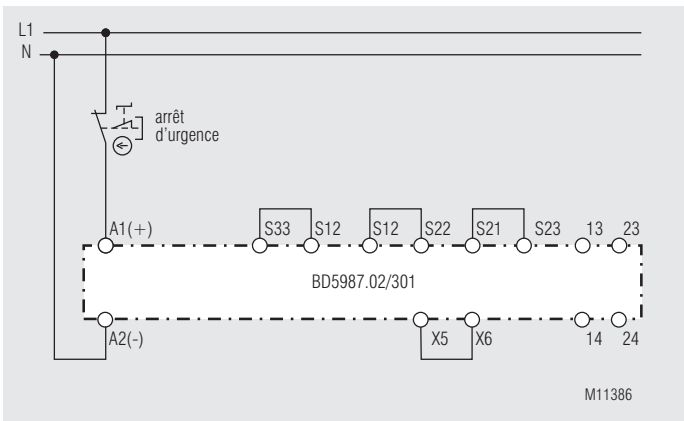 L1
N
arrêt
d'urgence
A1(+) S33 S12 S12 S22 S21 S23 13 23
BD5987.02/301
A2(-) X5 X6 14 24
M11386